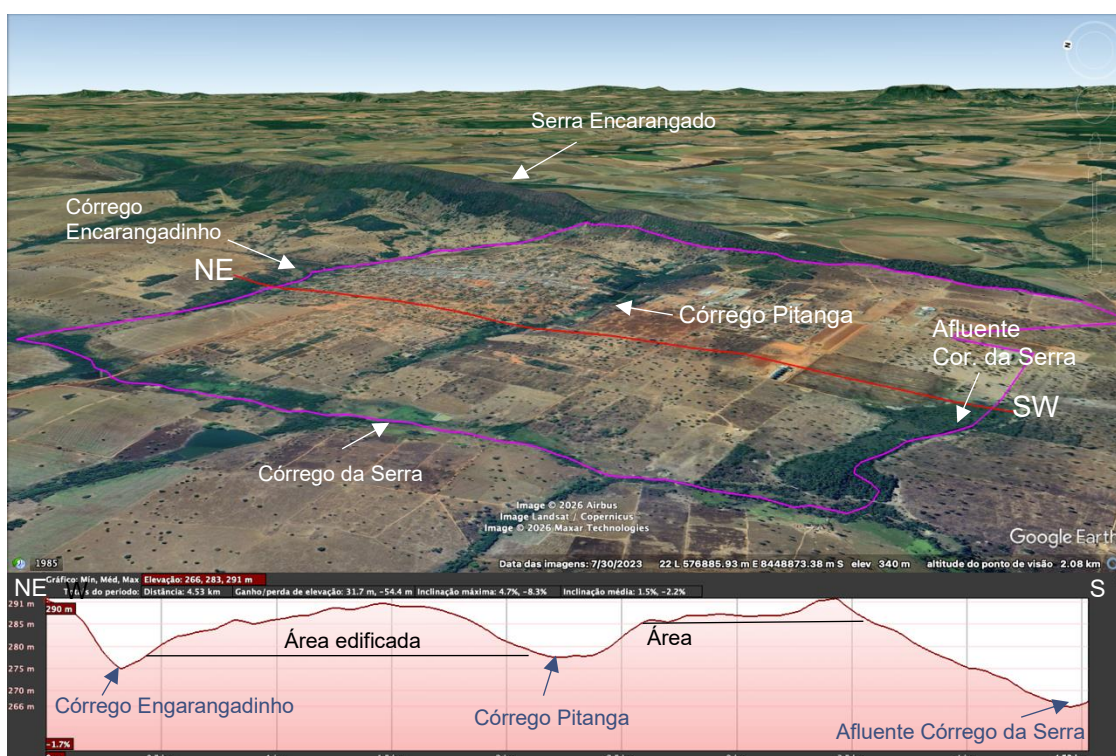 N
Serra Encarangado
Córrego
Encarangadinho
NE
Córrego Pitanga
Afluente
Cor. da Serra
SW
Córrego da Serra
Image © 2026 Airbus
Image Landsat / Copernicus
Image © 2026 Maxar Technologies
Google Earth
1985
Data das imagens: 7/30/2023 22 L 576885.93 m E 8448873.38 m S elev 340 m altitude do ponto de visão 2.08 km
Gráfico: Mín, Méd, Max Elevação: 266, 283, 291 m
NE W
S
do período: Distância: 4.53 km Ganho/perda de elevação: 31.7 m, -54.4 m Inclinação máxima: 4.7%, -8.3% Inclinação média: 1.5%, -2.2%
291 m
290 m
285 m
280 m
275 m
270 m
266 m
-1.7%
Área edificada
Área
Córrego Engarangadinho
Córrego Pitanga
Afluente Córrego da Serra